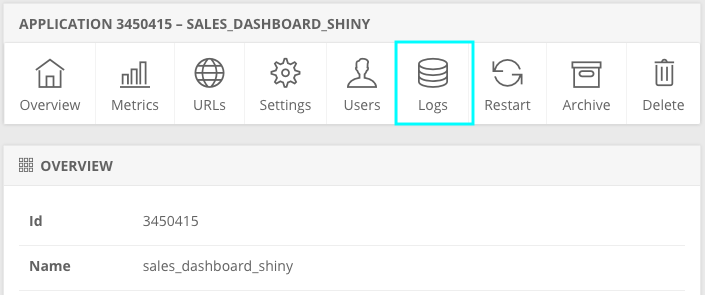 APPLICATION 3450415 – SALES_DASHBOARD_SHINY
Overview Metrics URLs Settings Users Logs Restart Archive Delete
OVERVIEW
Id 3450415
Name sales_dashboard_shiny